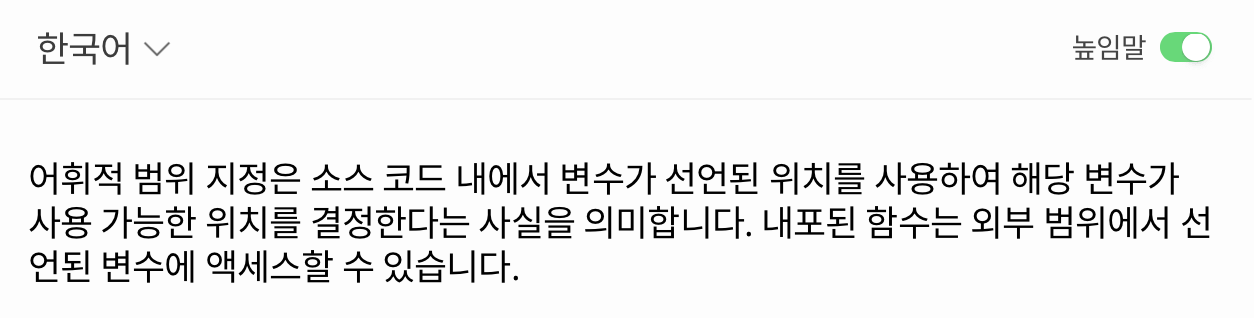 한국어
높임말
어휘적 범위 지정은 소스 코드 내에서 변수가 선언된 위치를 사용하여 해당 변수가
사용 가능한 위치를 결정한다는 사실을 의미합니다. 내포된 함수는 외부 범위에서 선
언된 변수에 액세스할 수 있습니다.